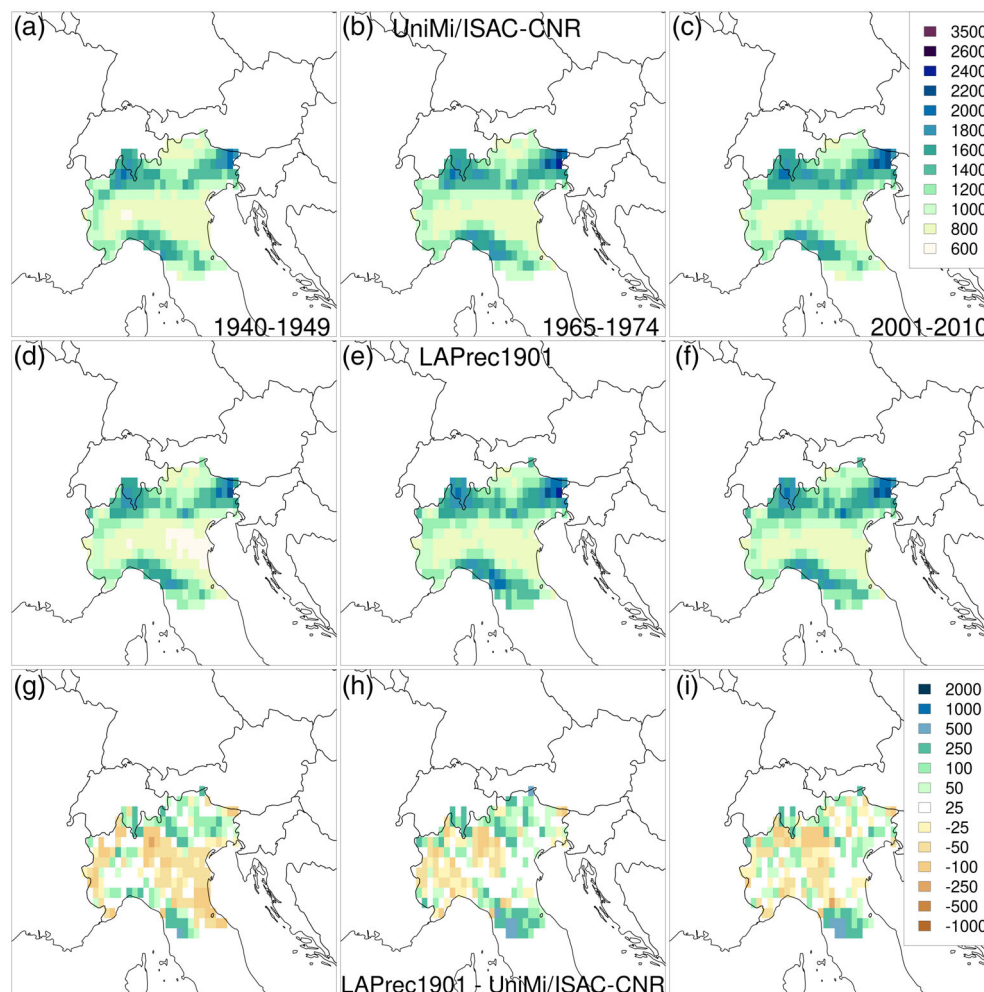 (a)
(b) UniMi/ISAC-CNR
(c)
3500
2600
2400
2200
2000
1800
1600
1400
1200
1000
800
600
1940-1949
1965-1974
2001-2010
(d)
(e) LAPrec1901
(f)
(g)
(h)
(i)
2000
1000
500
250
100
50
25
-25
-50
-100
-250
-500
-1000
LAPrec1901 - UniMi/ISAC-CNR